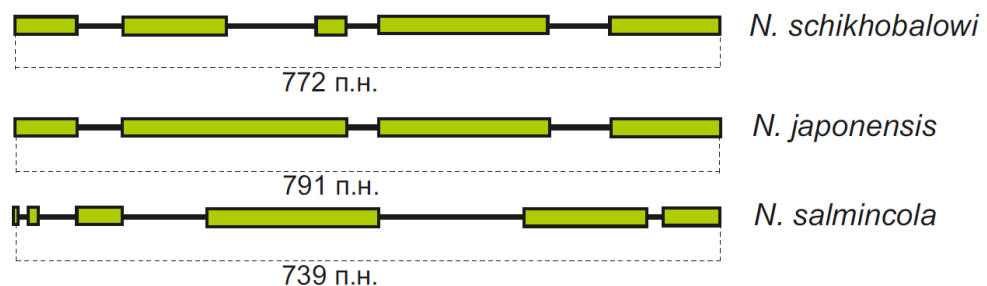 N. schikhobalowi
772 п.н.
N. japonensis
791 п.н.
N. salmincola
739 п.н.